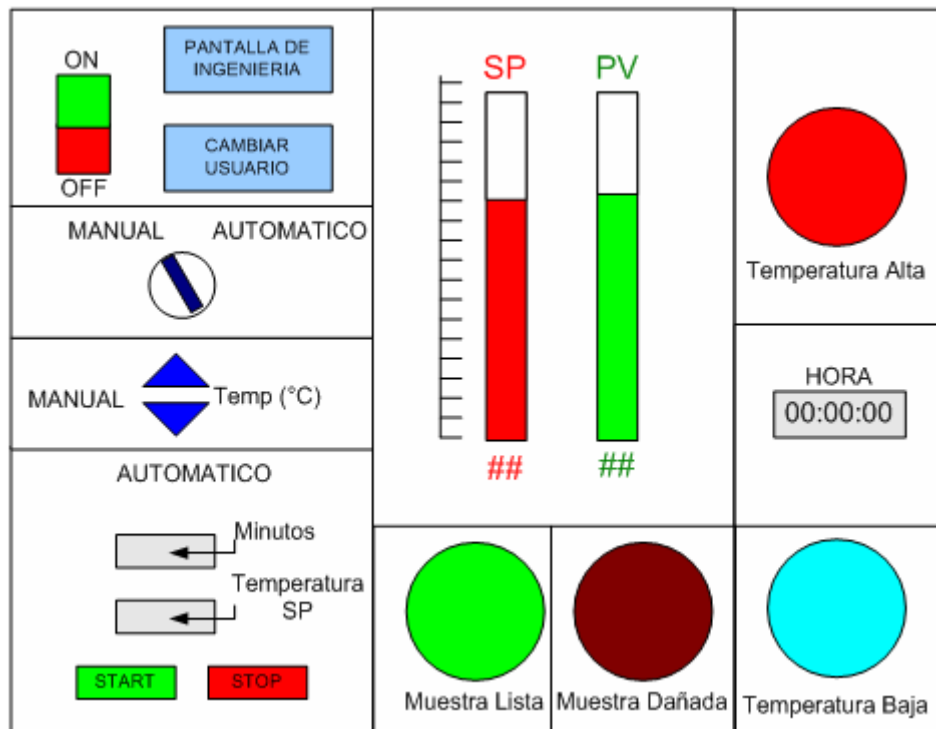 ON
OFF
PANTALLA DE
INGENIERIA
CAMBIAR
USUARIO
MANUAL AUTOMATICO
MANUAL
Temp (°C)
AUTOMATICO
Minutos
Temperatura
SP
START
STOP
SP
PV
##
##
Muestra Lista
Muestra Dañada
Temperatura Alta
HORA
00:00:00
Temperatura Baja